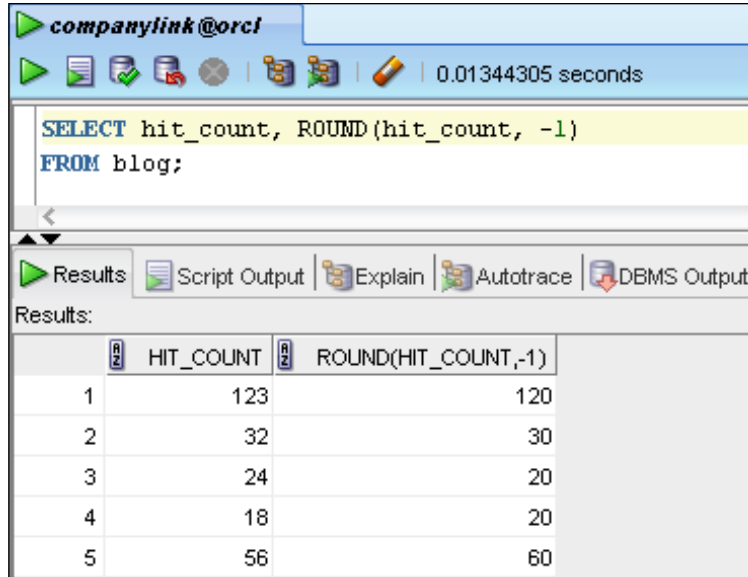 companylink@orcl
0.01344305 seconds
SELECT hit_count, ROUND(hit_count, -1)
FROM blog;
Results Script Output Explain Autotrace DBMS Output
Results:
HIT_COUNT ROUND(HIT_COUNT,-1)
1 123 120
2 32 30
3 24 20
4 18 20
5 56 60